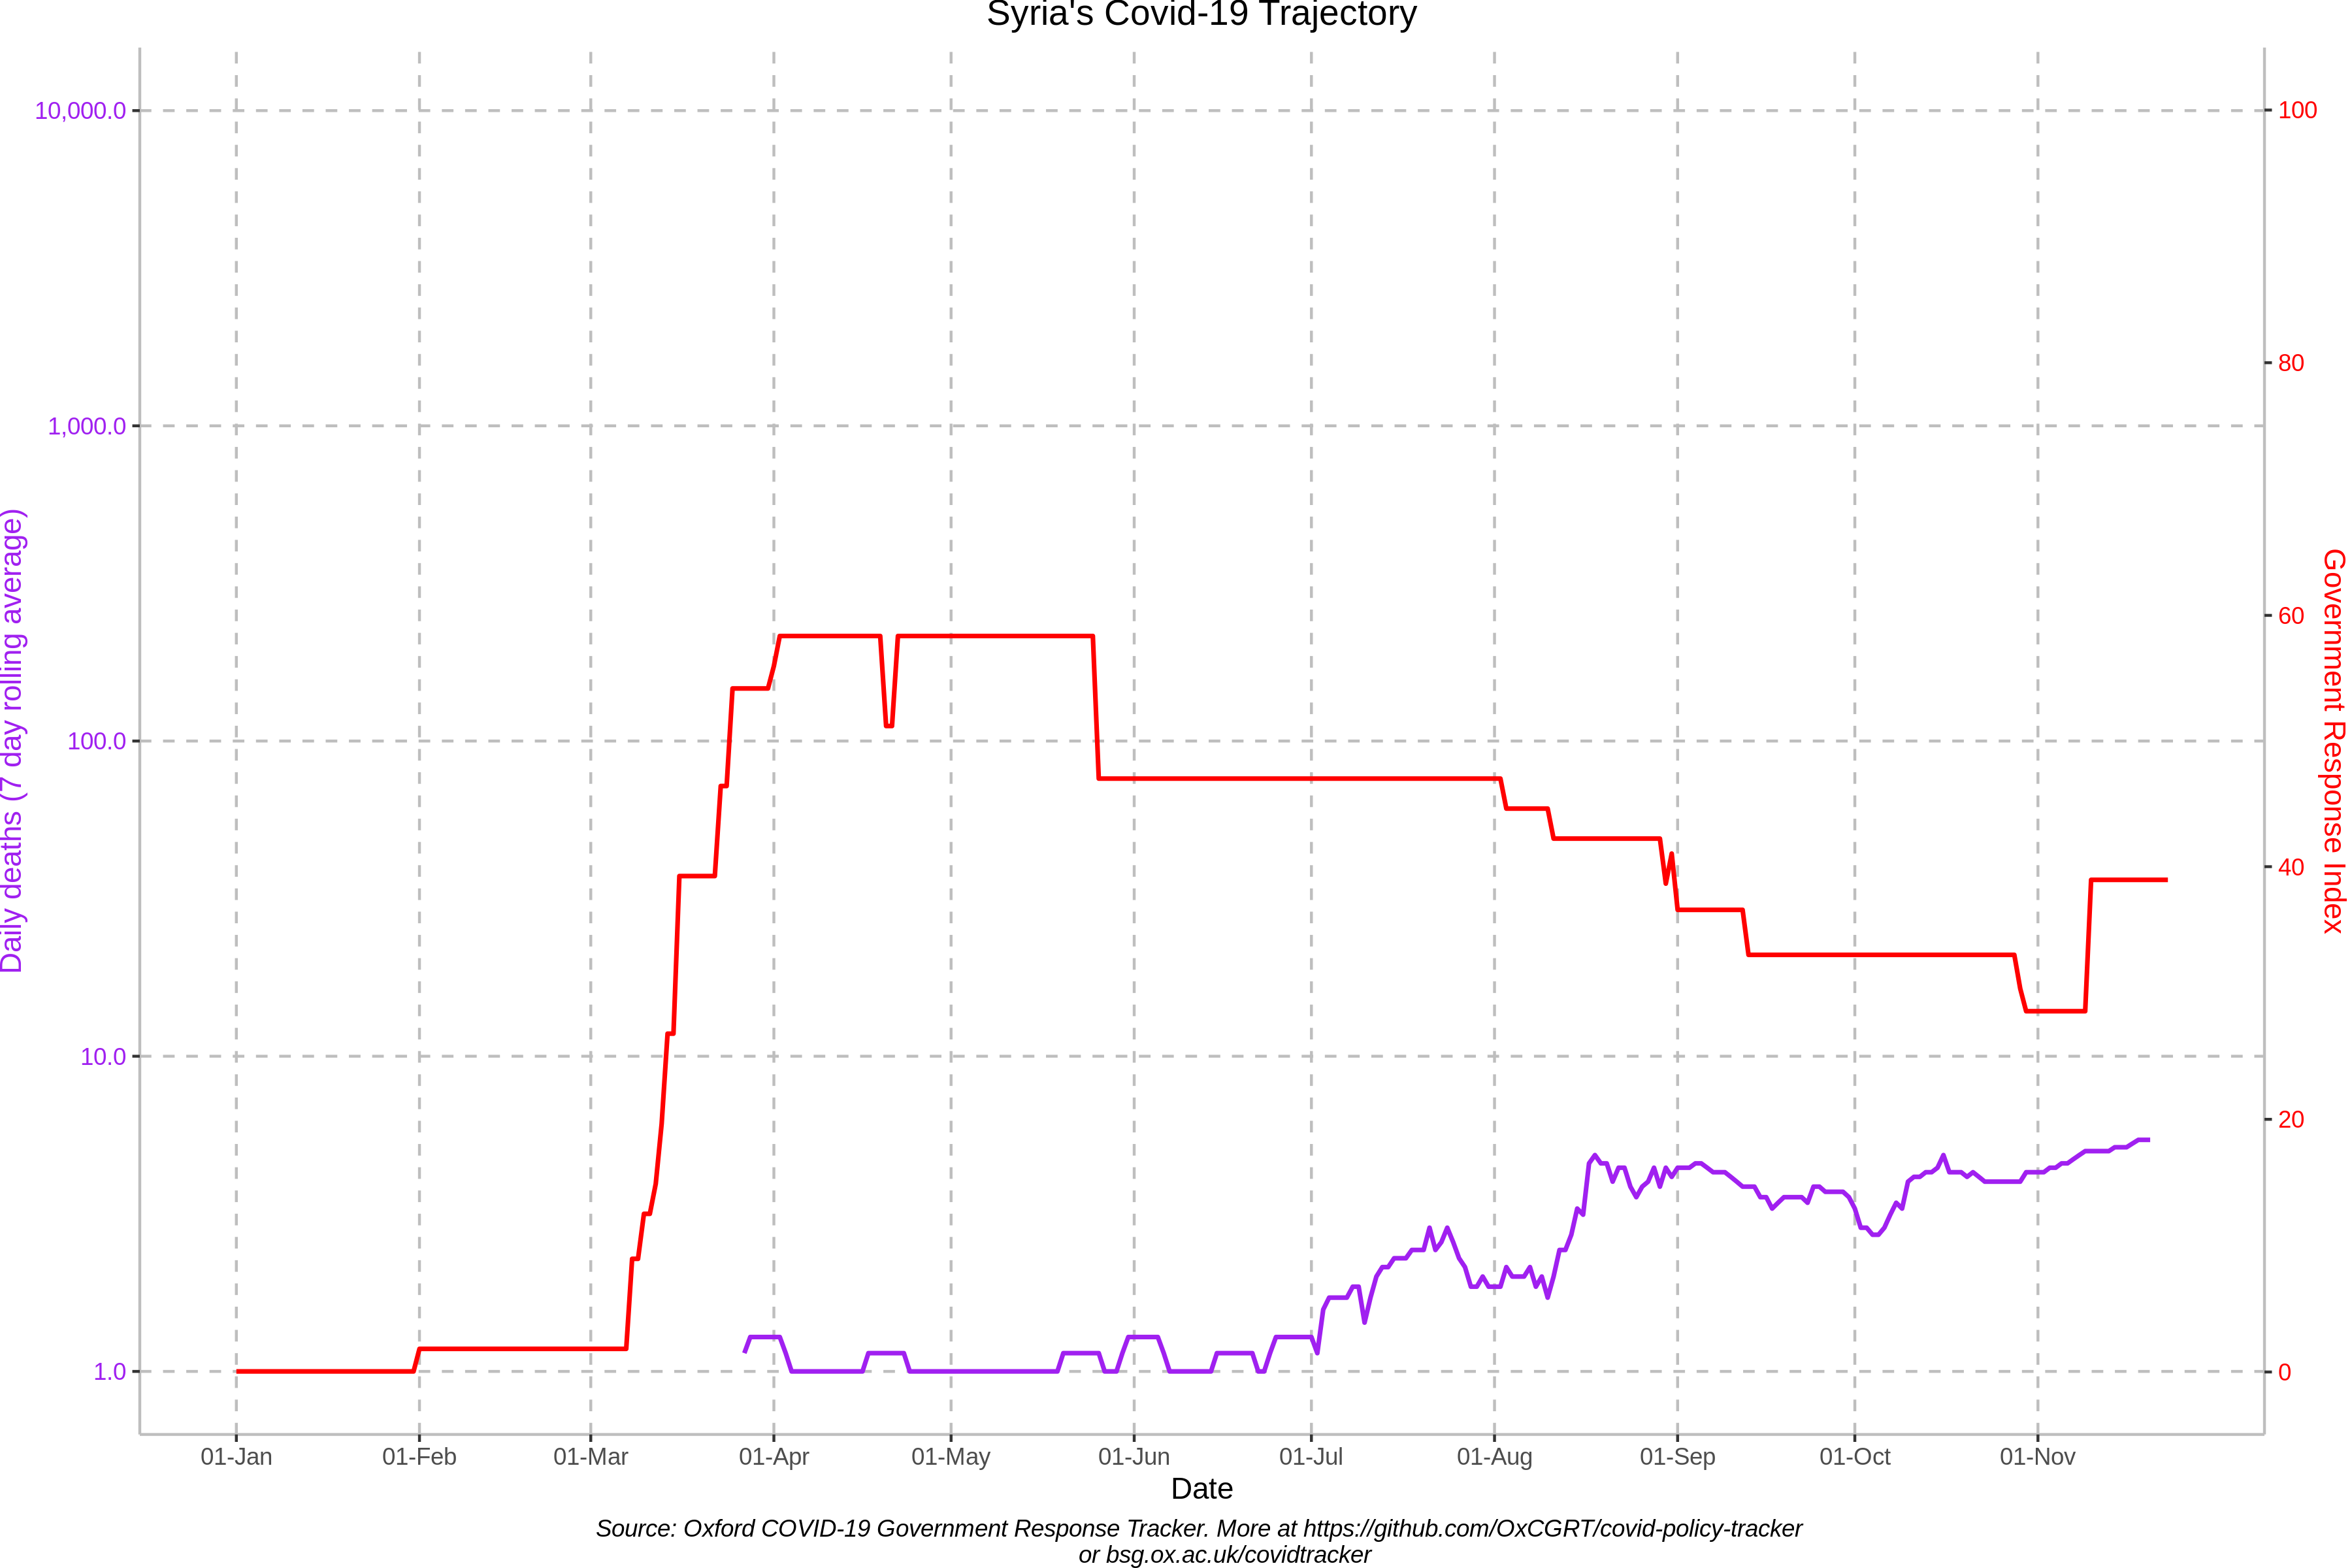 Syria's Covid-19 Trajectory
Daily deaths (7 day rolling average)
10,000.0
1,000.0
100.0
10.0
1.0
100
80
60
40
20
0
Government Response Index
01-Jan
01-Feb
01-Mar
01-Apr
01-May
01-Jun
01-Jul
01-Aug
01-Sep
01-Oct
01-Nov
Date
Source: Oxford COVID-19 Government Response Tracker. More at https://github.com/OxCGRT/covid-policy-tracker
or bsg.ox.ac.uk/covidtracker